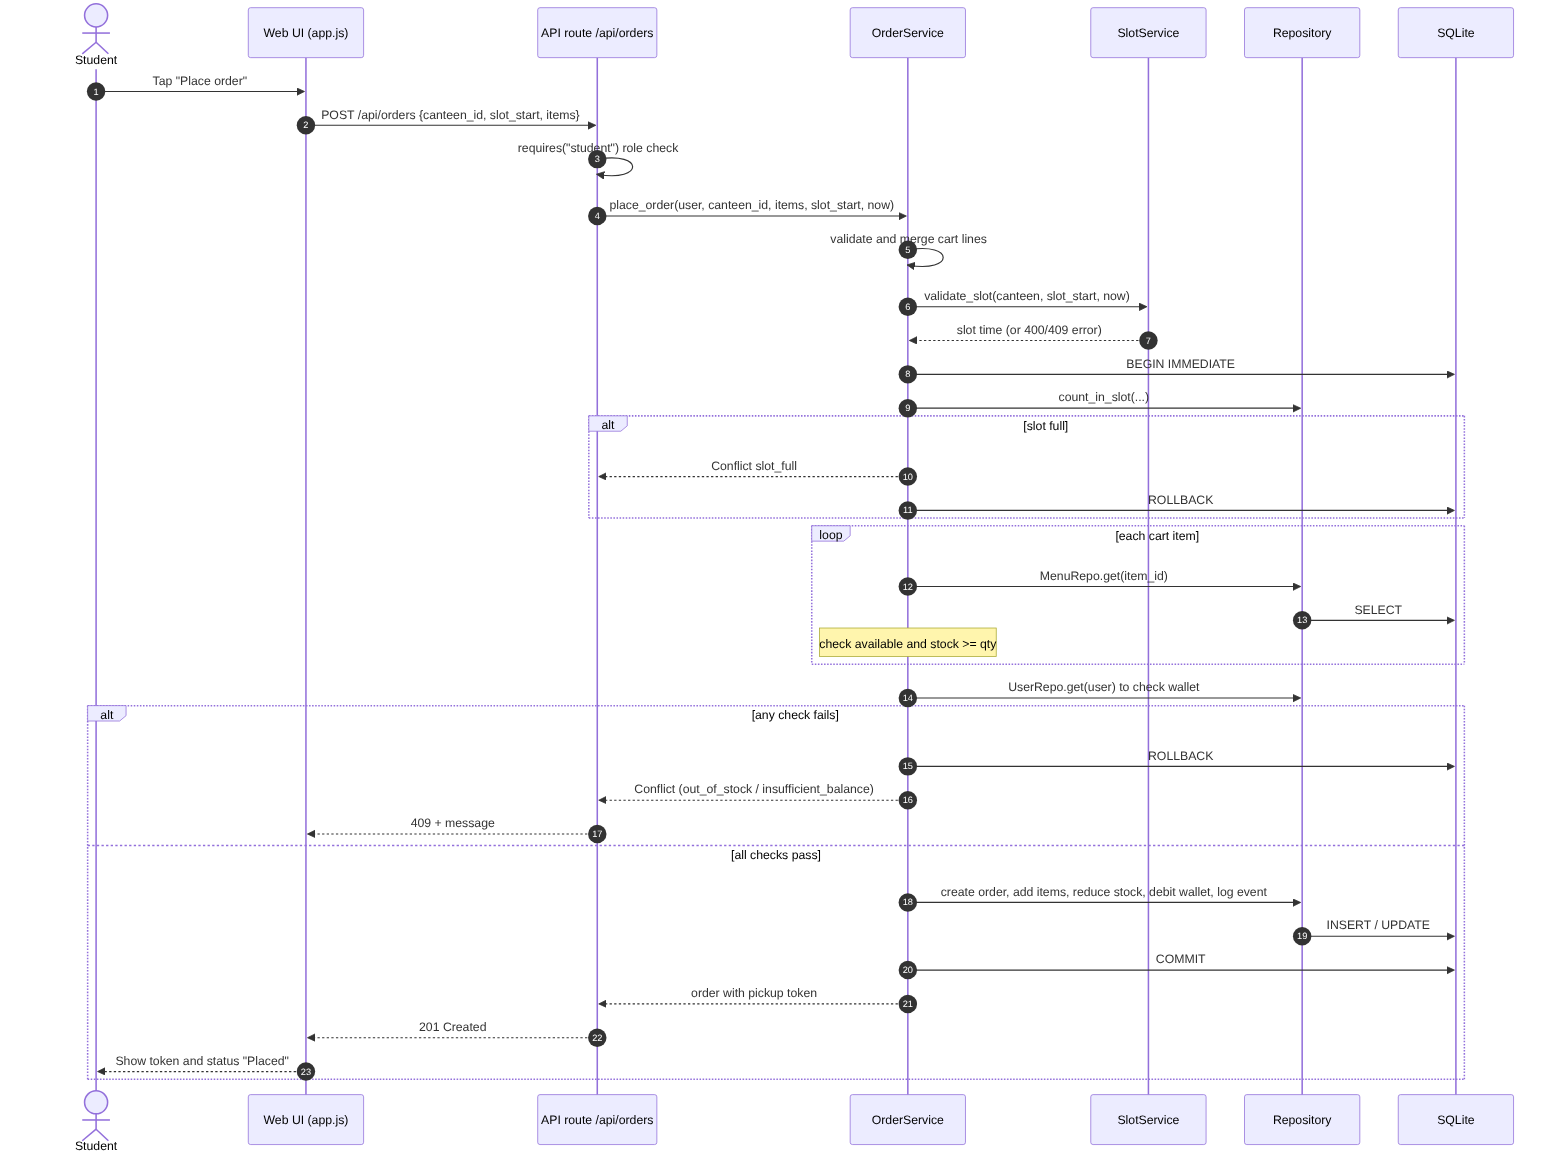 Student
Web UI (app.js)
API route /api/orders
OrderService
SlotService
Repository
SQLite
1
Tap "Place order"
2
POST /api/orders {canteen_id, slot_start, items}
3
requires("student") role check
4
place_order(user, canteen_id, items, slot_start, now)
5
validate and merge cart lines
6
validate_slot(canteen, slot_start, now)
7
slot time (or 400/409 error)
8
BEGIN IMMEDIATE
9
count_in_slot(...)
alt
[slot full]
10
Conflict slot_full
11
ROLLBACK
loop
[each cart item]
12
MenuRepo.get(item_id)
13
SELECT
check available and stock >= qty
14
UserRepo.get(user) to check wallet
alt
[any check fails]
15
ROLLBACK
16
Conflict (out_of_stock / insufficient_balance)
17
409 + message
[all checks pass]
18
create order, add items, reduce stock, debit wallet, log event
19
INSERT / UPDATE
20
COMMIT
21
order with pickup token
22
201 Created
23
Show token and status "Placed"
Student
Web UI (app.js)
API route /api/orders
OrderService
SlotService
Repository
SQLite